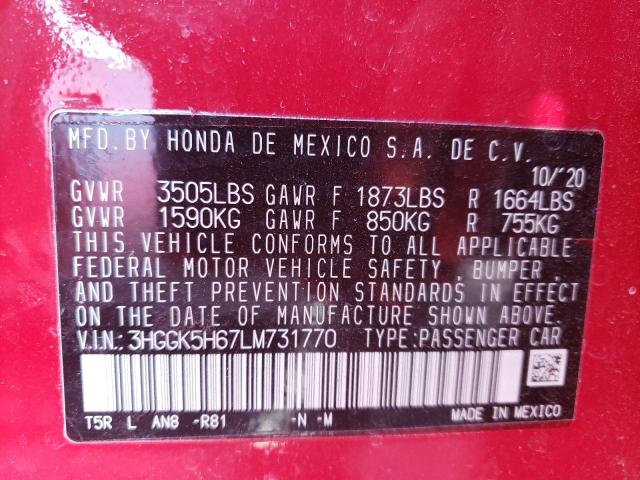 MFD.BY HONDA DE MEXICO S.A. DE C.V.
10/'20
GVWR 3505LBS GAWR F 1873LBS R 1664LBS
GVWR 1590KG GAWR F 850KG R 755KG
THIS VEHICLE CONFORMS TO ALL APPLICABLE
FEDERAL MOTOR VEHICLE SAFETY , BUMPER ,
AND THEFT PREVENTION STANDARDS IN EFFECT
ON THE DATE OF MANUFACTURE SHOWN ABOVE.
V.I.N.: 3HGGK5H67LM731770 TYPE:PASSENGER CAR
T5R L AN8 -R81 -N -M MADE IN MEXICO